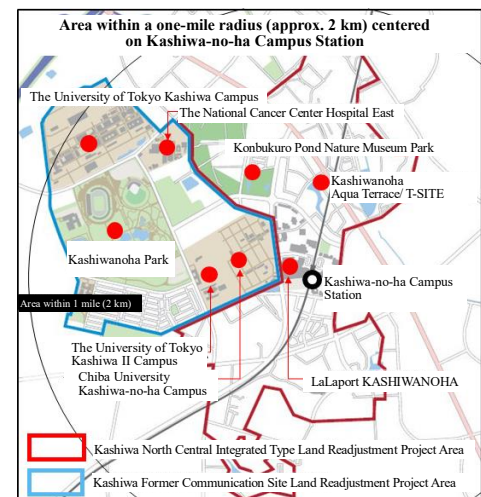 Area within a one-mile radius (approx. 2 km) centered
on Kashiwa-no-ha Campus Station
The University of Tokyo Kashiwa Campus
The National Cancer Center Hospital East
Konbukuro Pond Nature Museum Park
Kashiwanoha
Aqua Terrace/ T-SITE
Kashiwanoha Park
Kashiwa-no-ha Campus
Station
Area within 1 mile (2 km)
The University of Tokyo
Kashiwa II Campus
Chiba University
Kashiwa-no-ha Campus
LaLaport KASHIWANOHA
Kashiwa North Central Integrated Type Land Readjustment Project Area
Kashiwa Former Communication Site Land Readjustment Project Area